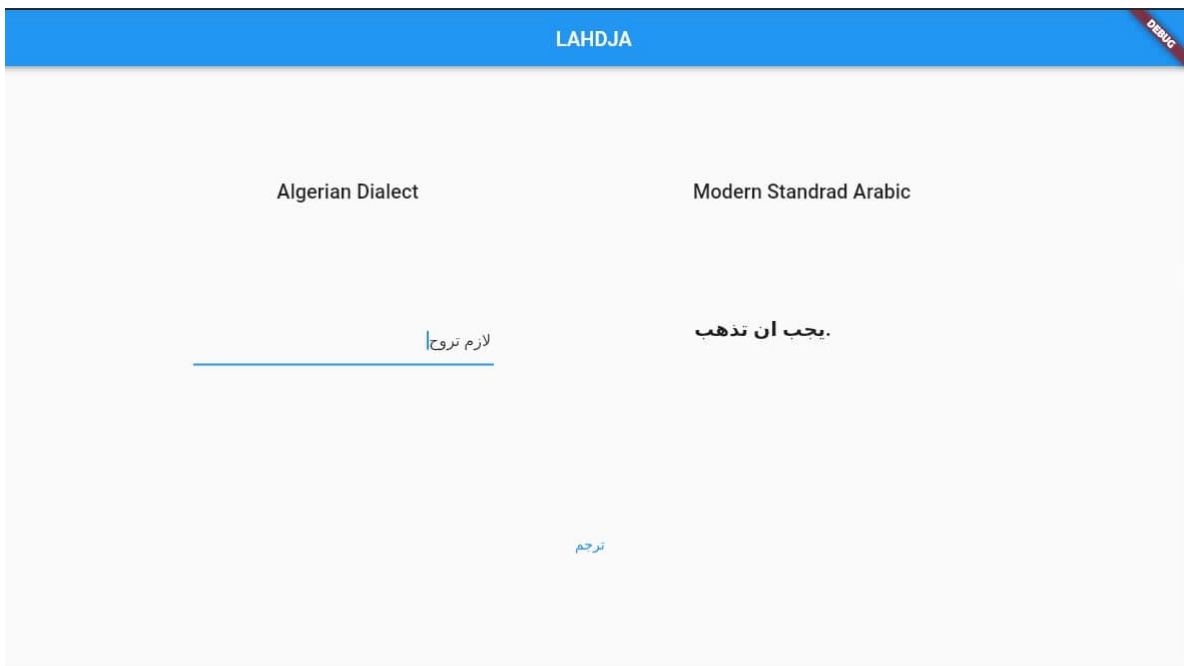 LAHDJA
DEBUG
Algerian Dialect
Modern Standrad Arabic
لازم تروح
يجب ان تذهب.
ترجم